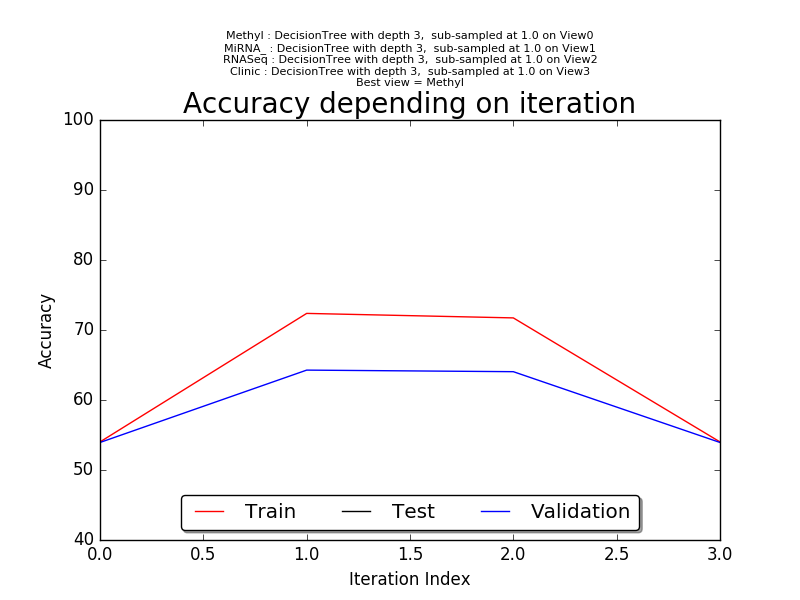 Methyl : DecisionTree with depth 3,  sub-sampled at 1.0 on View0
MiRNA_ : DecisionTree with depth 3,  sub-sampled at 1.0 on View1
RNASeq : DecisionTree with depth 3,  sub-sampled at 1.0 on View2
Clinic : DecisionTree with depth 3,  sub-sampled at 1.0 on View3
Best view = Methyl
Accuracy depending on iteration
100
90
80
70
60
50
40
Accuracy
Train Test Validation
0.0 0.5 1.0 1.5 2.0 2.5 3.0
Iteration Index